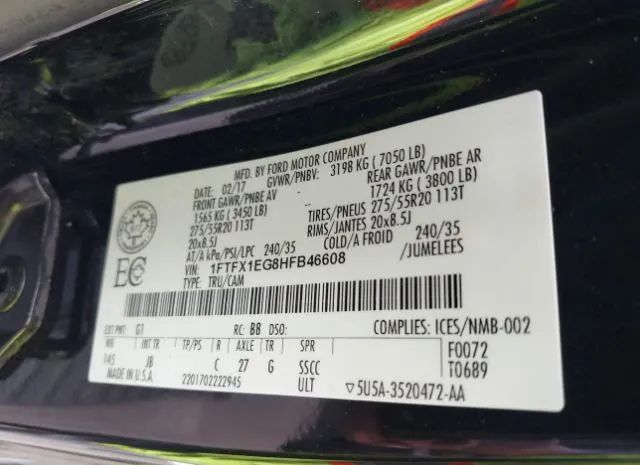 MFD. BY FORD MOTOR COMPANY
DATE: 02/17 GVWR/PNBV: 3198 KG ( 7050 LB)
FRONT GAWR/PNBE AV REAR GAWR/PNBE AR
1565 KG ( 3450 LB) 1724 KG ( 3800 LB)
275/55R20 113T TIRES/PNEUS 275/55R20 113T
20x8.5J RIMS/JANTES 20x8.5J
AT/A kPa/PSI/LPC 240/35 COLD/A FROID 240/35
VIN: 1FTFX1EG8HFB46608 /JUMELEES
TYPE: TRU/CAM
EC
EXT PNT: G1 RC: B8 DSO: COMPLIES: ICES/NMB-002
WB INT TR TP/PS R AXLE TR SPR F0072
145 JB C 27 G SSCC T0689
MADE IN U.S.A. 2201702222945 ULT ▽5U5A-3520472-AA